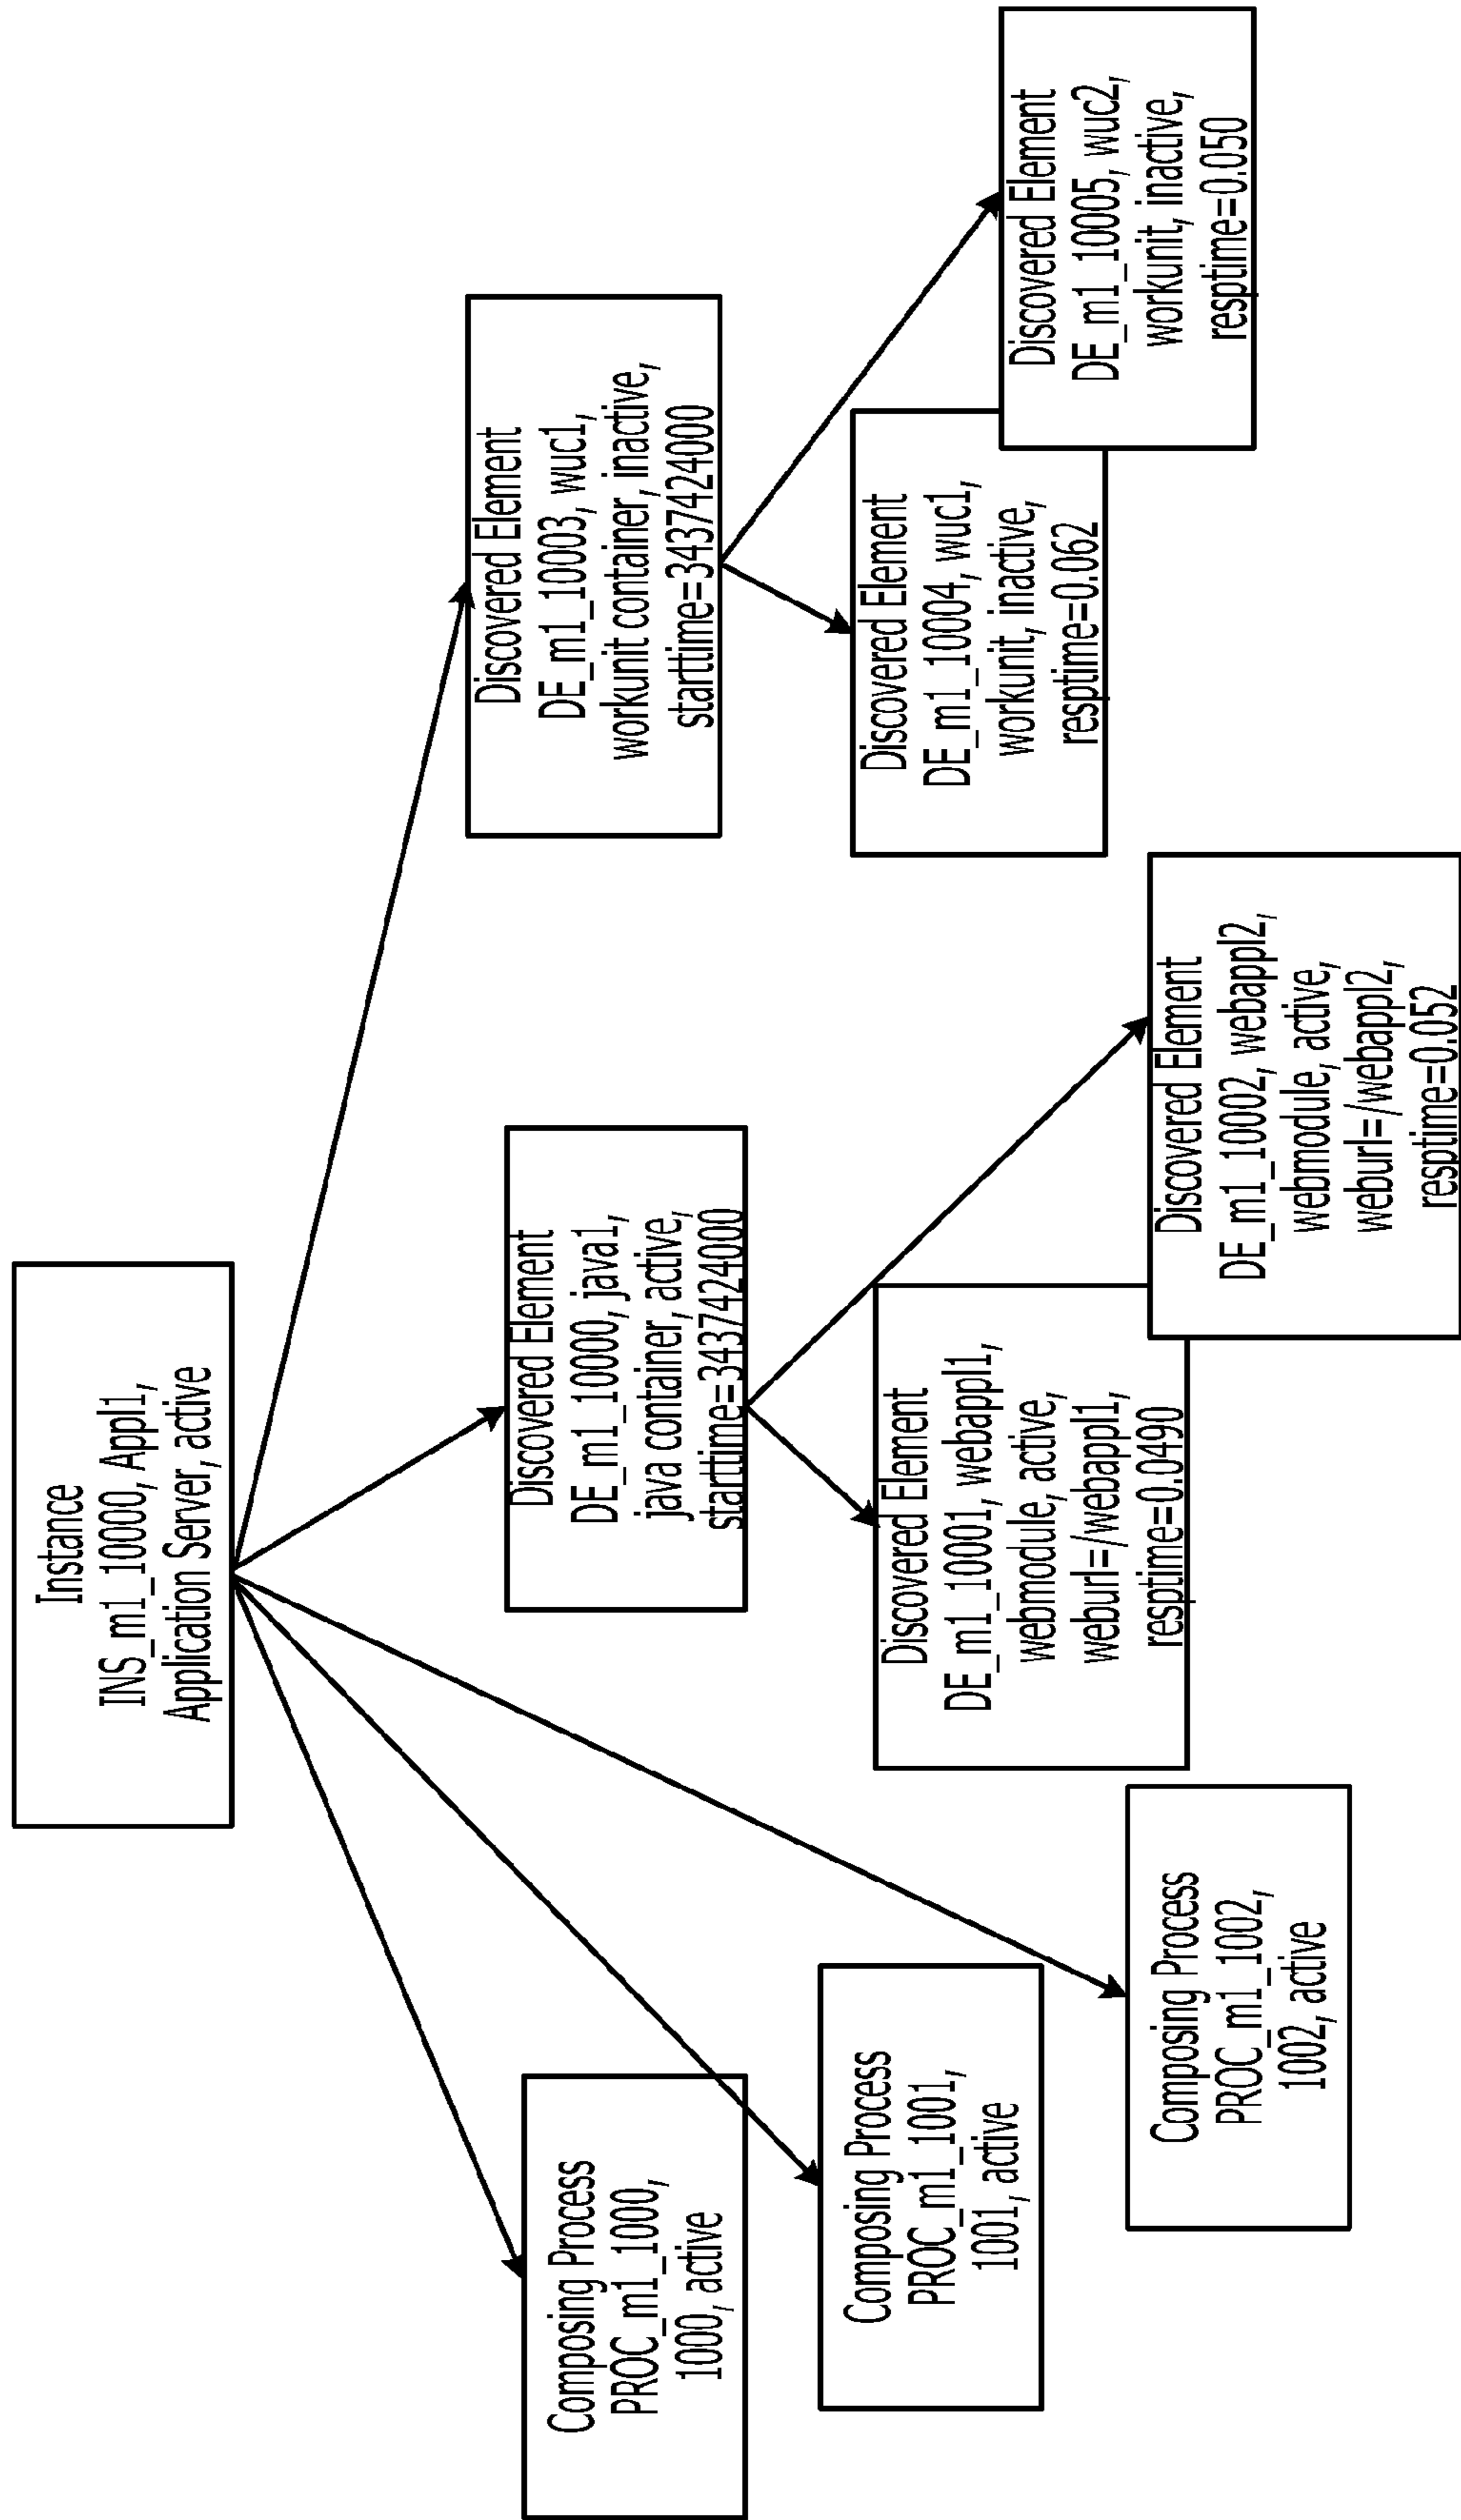 Instance
INS_m1_10000, Appl1,
Application Server, active
Composing Process
PROC_m1_1000,
1000, active
Composing Process
PROC_m1_1001,
1001, active
Composing Process
PROC_m1_1002,
1002, active
Discovered Element
DE_m1_10000, java1,
java container, active,
starttime=3437424000
Discovered Element
DE_m1_10001, webappl1,
webmodule, active,
weburl=/webappl1,
resptime=0.0490
Discovered Element
DE_m1_10002, webappl2,
webmodule, active,
weburl=/webappl2,
resptime=0.052
Discovered Element
DE_m1_10003, wuc1,
workunit container, inactive,
starttime=3437424000
Discovered Element
DE_m1_10004, wuc1,
workunit, inactive,
resptime=0.062
Discovered Element
DE_m1_10005, wuc2,
workunit, inactive,
resptime=0.050